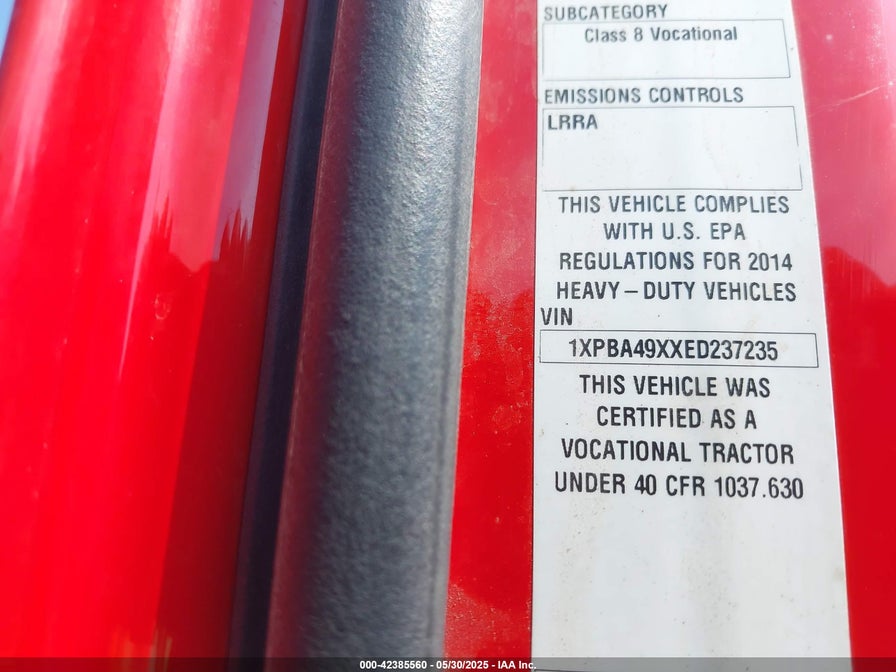 SUBCATEGORY
Class 8 Vocational
EMISSIONS CONTROLS
LRRA
THIS VEHICLE COMPLIES
WITH U.S. EPA
REGULATIONS FOR 2014
HEAVY-DUTY VEHICLES
VIN
1XPBA49XXED237235
THIS VEHICLE WAS
CERTIFIED AS A
VOCATIONAL TRACTOR
UNDER 40 CFR 1037.630
000-42385560 - 05/30/2025 - IAA Inc.